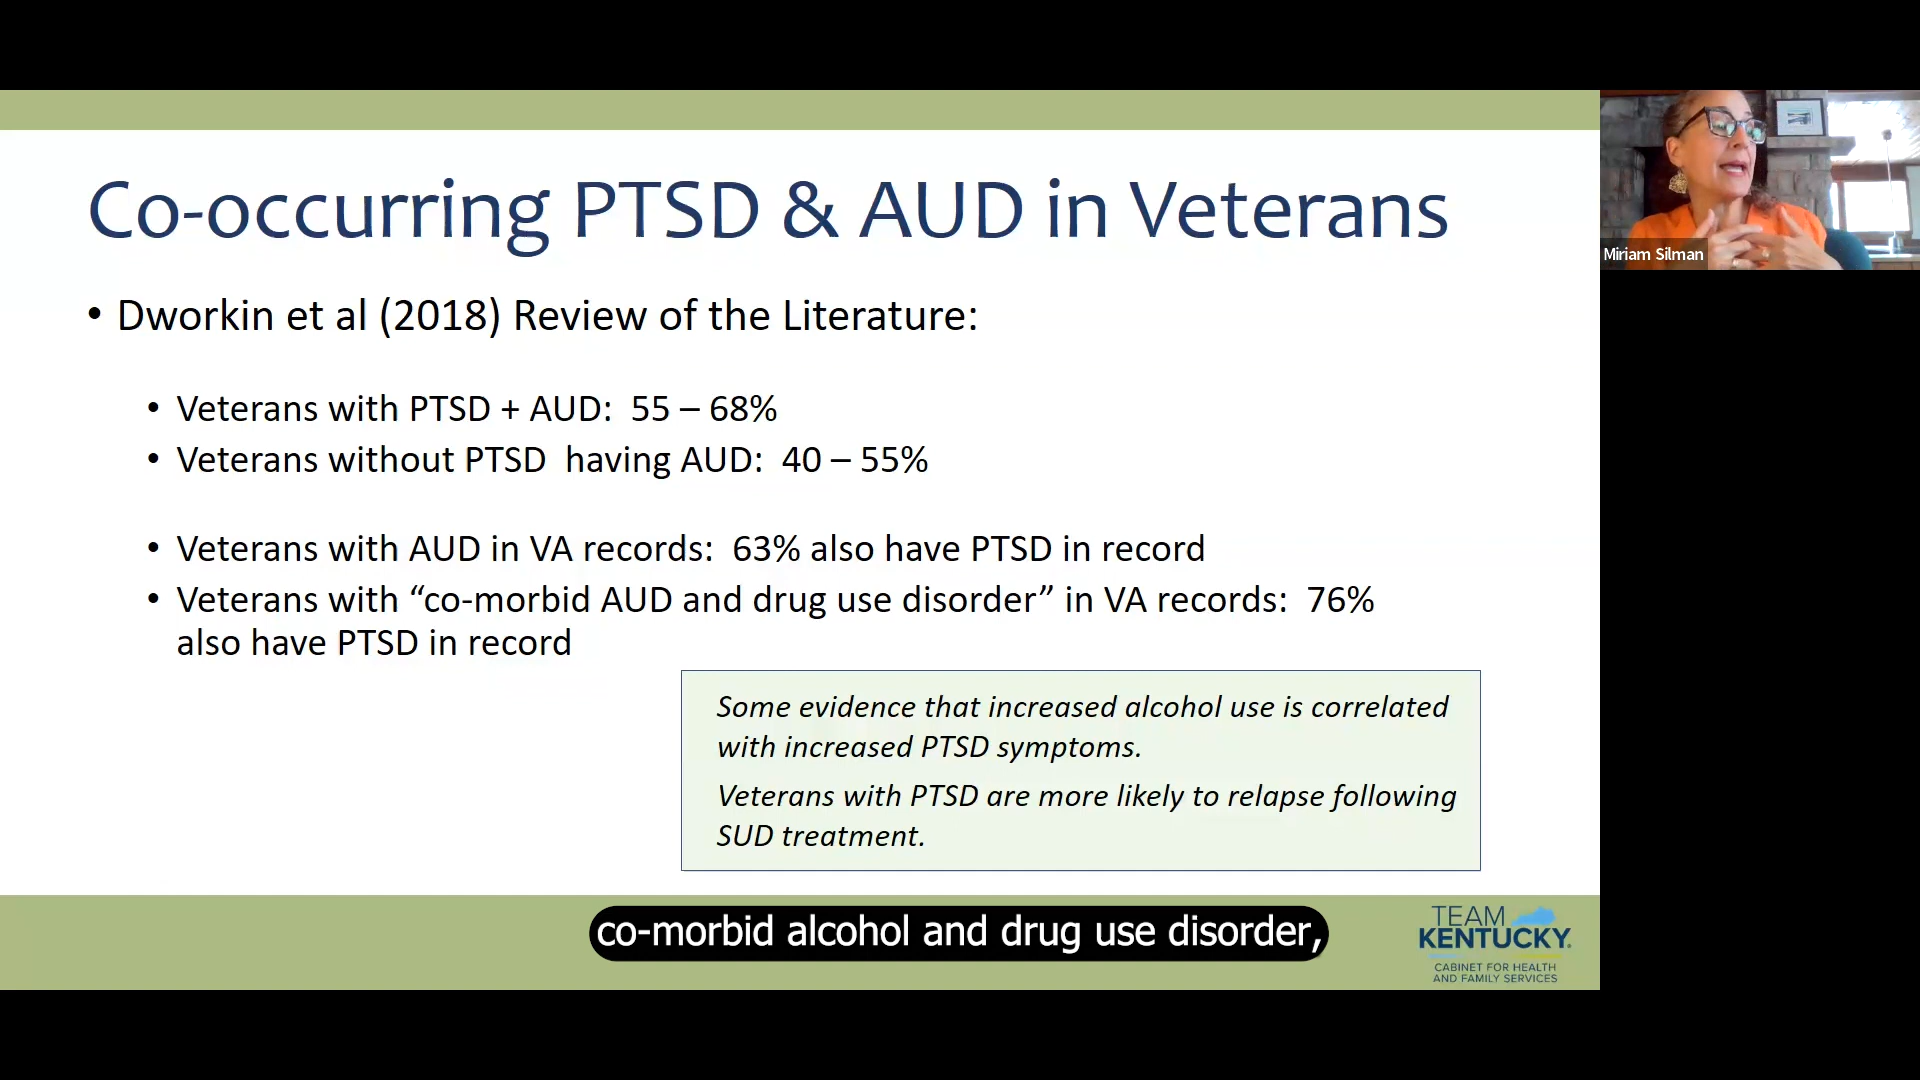 Co-occurring PTSD & AUD in Veterans
• Dworkin et al (2018) Review of the Literature:
• Veterans with PTSD + AUD: 55 – 68%
• Veterans without PTSD having AUD: 40 – 55%
• Veterans with AUD in VA records: 63% also have PTSD in record
• Veterans with “co-morbid AUD and drug use disorder” in VA records: 76%
also have PTSD in record
Some evidence that increased alcohol use is correlated
with increased PTSD symptoms.
Veterans with PTSD are more likely to relapse following
SUD treatment.
co-morbid alcohol and drug use disorder,
TEAM
KENTUCKY.
CABINET FOR HEALTH
AND FAMILY SERVICES
Miriam Silman